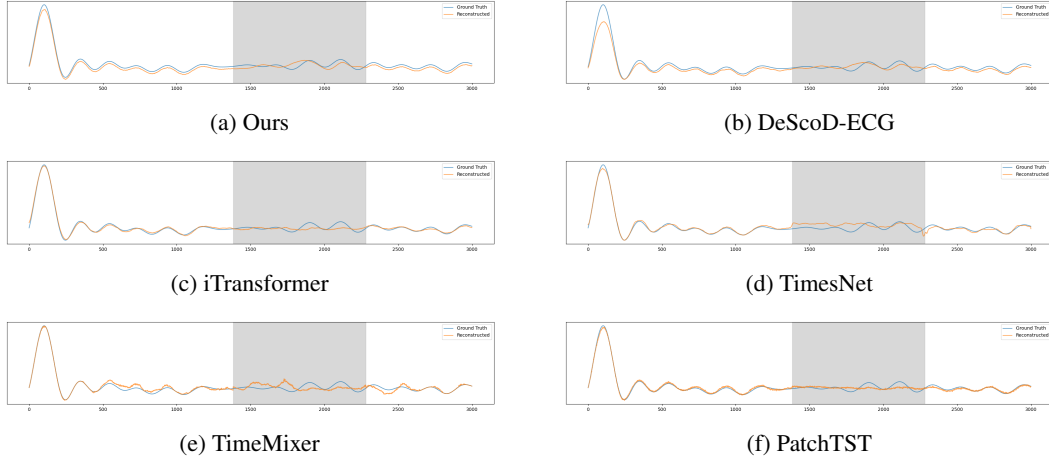 Ground Truth
Reconstructed
0 500 1000 1500 2000 2500 3000
(a) Ours
Ground Truth
Reconstructed
0 500 1000 1500 2000 2500 3000
(b) DeScoD-ECG
Ground Truth
Reconstructed
0 500 1000 1500 2000 2500 3000
(c) iTransformer
Ground Truth
Reconstructed
0 500 1000 1500 2000 2500 3000
(d) TimesNet
Ground Truth
Reconstructed
0 500 1000 1500 2000 2500 3000
(e) TimeMixer
Ground Truth
Reconstructed
0 500 1000 1500 2000 2500 3000
(f) PatchTST